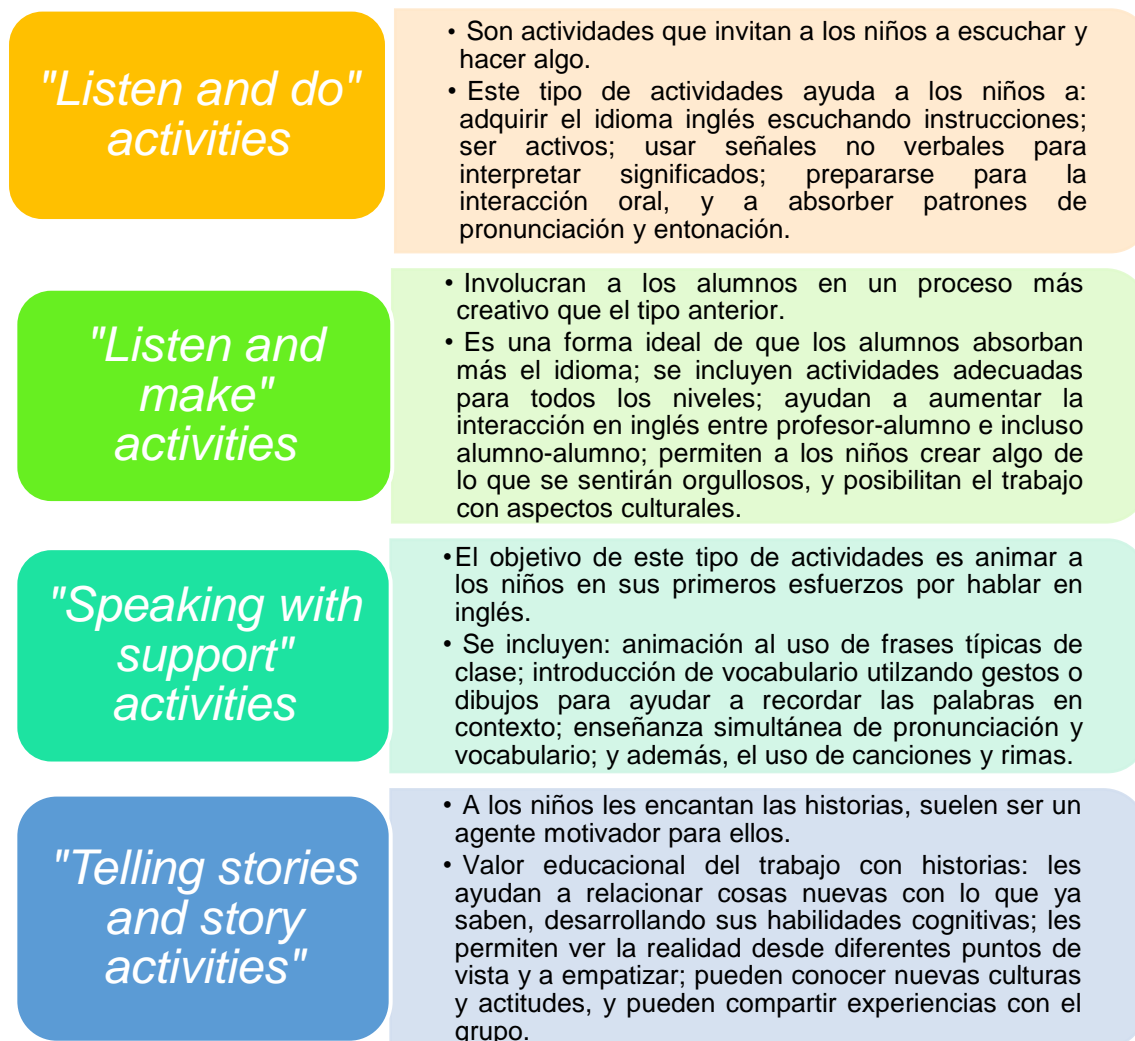 "Listen and do"
activities
• Son actividades que invitan a los niños a escuchar y
hacer algo.
• Este tipo de actividades ayuda a los niños a:
adquirir el idioma inglés escuchando instrucciones;
ser activos; usar señales no verbales para
interpretar significados; prepararse para la
interacción oral, y a absorber patrones de
pronunciación y entonación.
"Listen and
make"
activities
• Involucran a los alumnos en un proceso más
creativo que el tipo anterior.
• Es una forma ideal de que los alumnos absorban
más el idioma; se incluyen actividades adecuadas
para todos los niveles; ayudan a aumentar la
interacción en inglés entre profesor-alumno e incluso
alumno-alumno; permiten a los niños crear algo de
lo que se sentirán orgullosos, y posibilitan el trabajo
con aspectos culturales.
"Speaking with
support"
activities
•El objetivo de este tipo de actividades es animar a
los niños en sus primeros esfuerzos por hablar en
inglés.
• Se incluyen: animación al uso de frases típicas de
clase; introducción de vocabulario utilzando gestos o
dibujos para ayudar a recordar las palabras en
contexto; enseñanza simultánea de pronunciación y
vocabulario; y además, el uso de canciones y rimas.
"Telling stories
and story
activities"
• A los niños les encantan las historias, suelen ser un
agente motivador para ellos.
• Valor educacional del trabajo con historias: les
ayudan a relacionar cosas nuevas con lo que ya
saben, desarrollando sus habilidades cognitivas; les
permiten ver la realidad desde diferentes puntos de
vista y a empatizar; pueden conocer nuevas culturas
y actitudes, y pueden compartir experiencias con el
grupo.